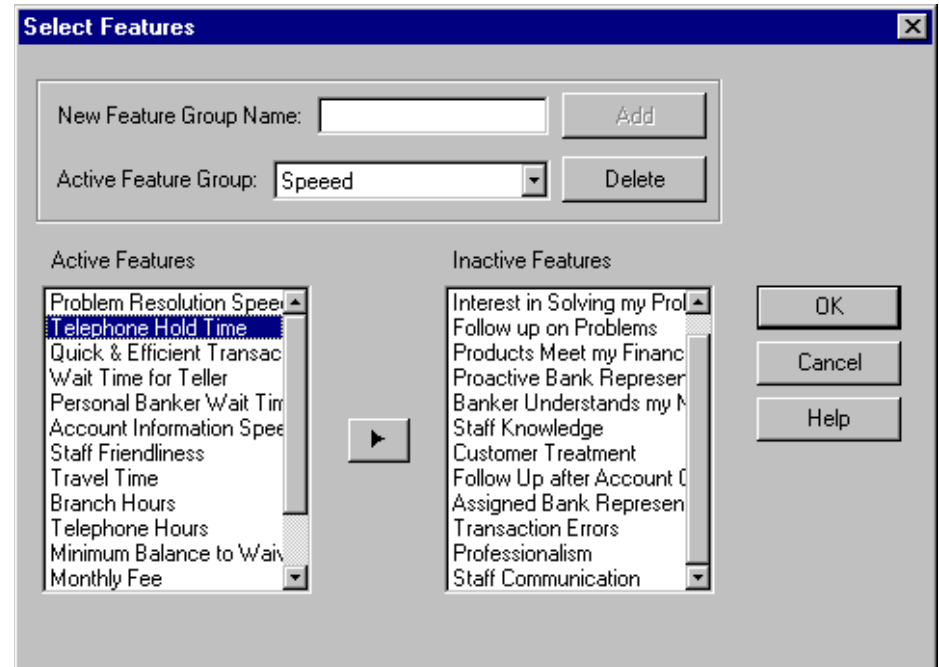 Select Features
New Feature Group Name:
Add
Active Feature Group:
Speeed
Delete
Active Features
Problem Resolution Speed
Telephone Hold Time
Quick & Efficient Transac
Wait Time for Teller
Personal Banker Wait Tim
Account Information Spee
Staff Friendliness
Travel Time
Branch Hours
Telephone Hours
Minimum Balance to Waiv
Monthly Fee
Inactive Features
Interest in Solving my Prol
Follow up on Problems
Products Meet my Financ
Proactive Bank Represen
Banker Understands my N
Staff Knowledge
Customer Treatment
Follow Up after Account
Assigned Bank Represen
Transaction Errors
Professionalism
Staff Communication
OK
Cancel
Help